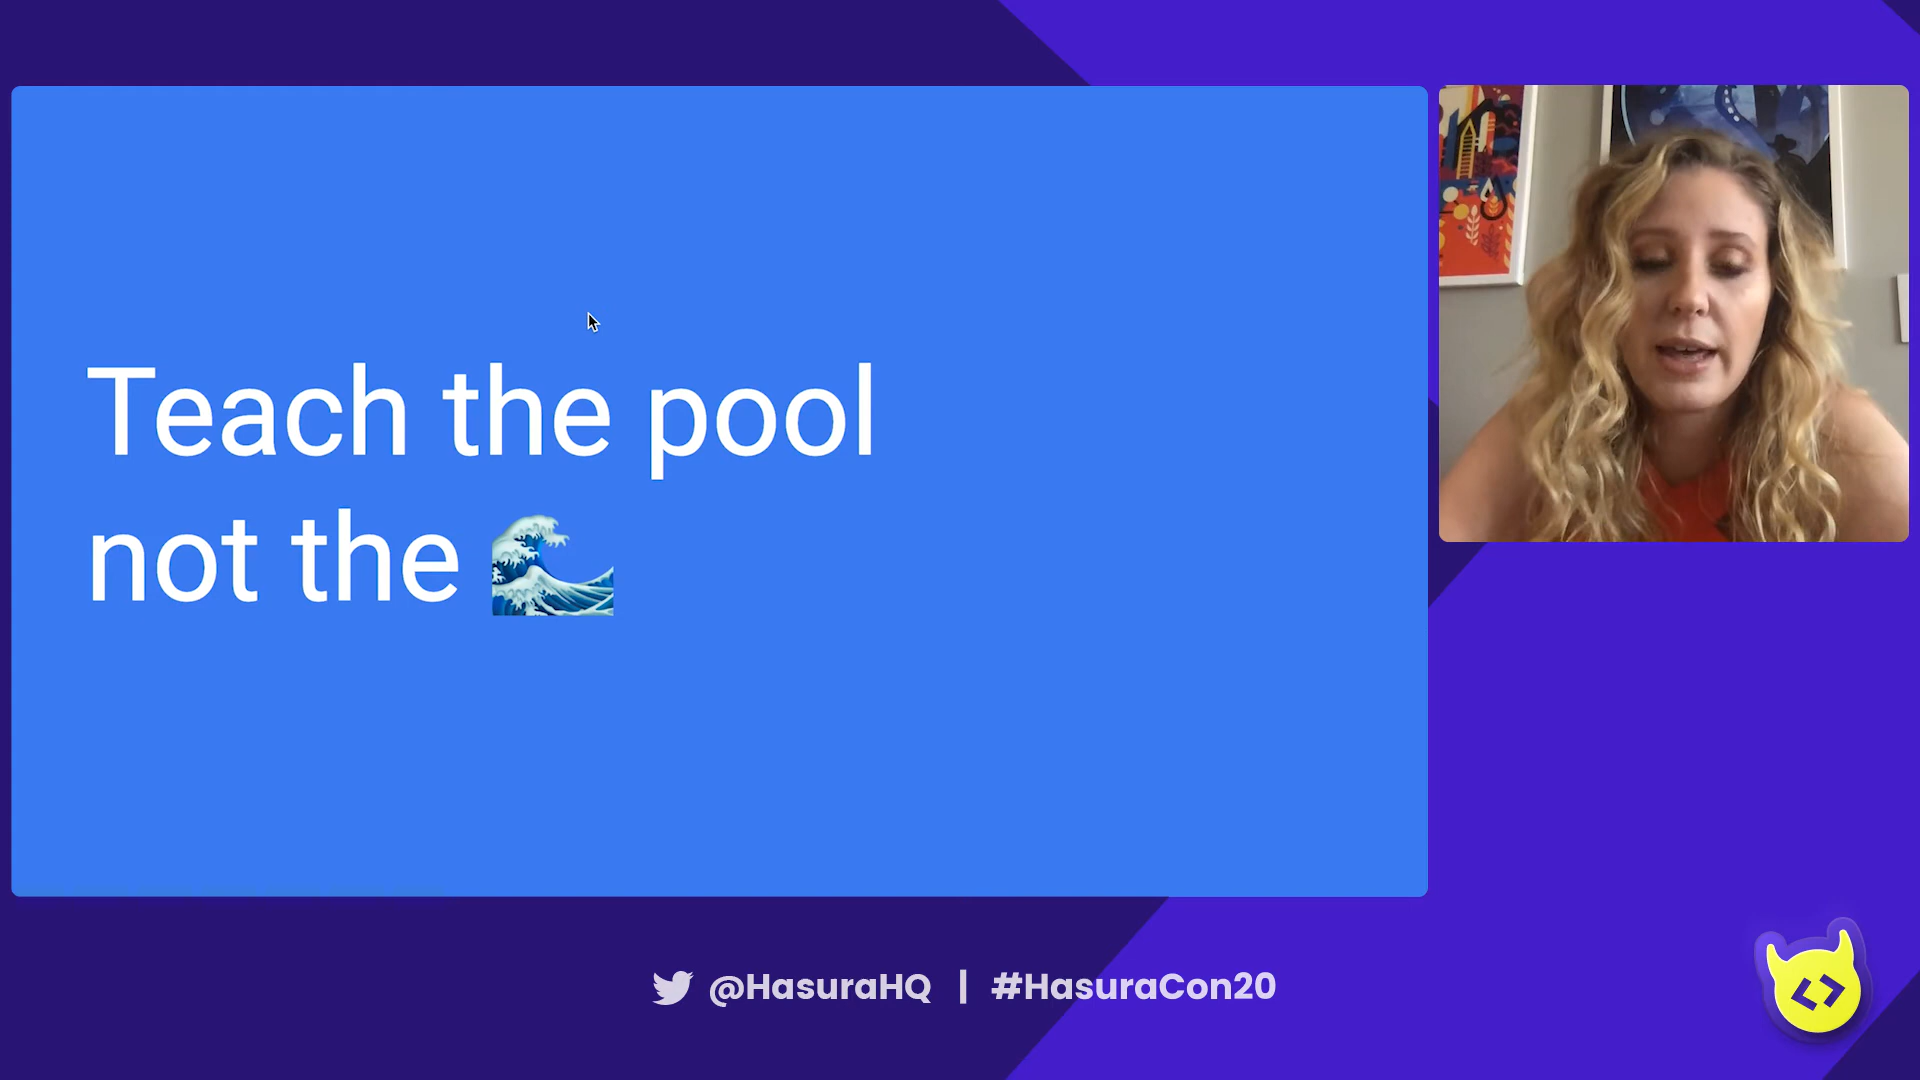 Teach the pool
not the 🌊
@HasuraHQ | #HasuraCon20